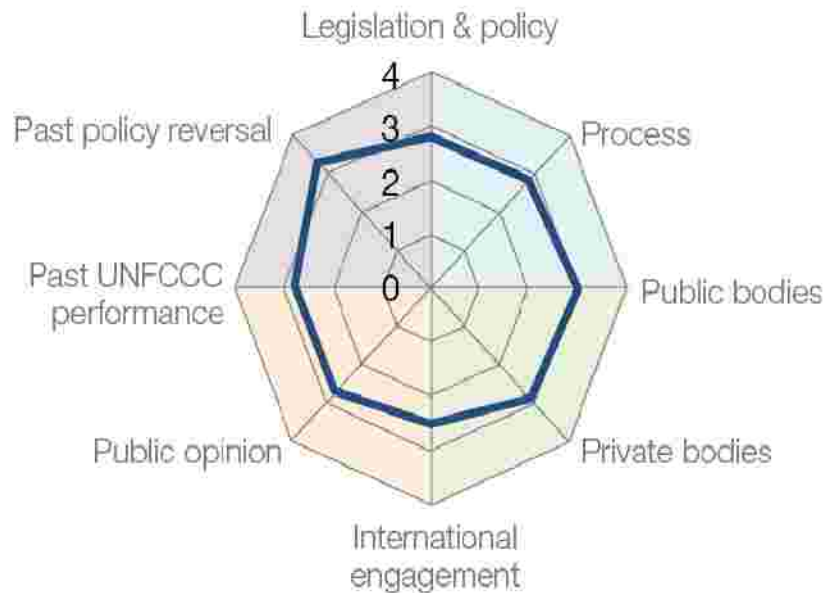 Legislation & policy
4
Past policy reversal
3
Process
2
1
Past UNFCCC
performance
0
Public bodies
Public opinion
Private bodies
International
engagement